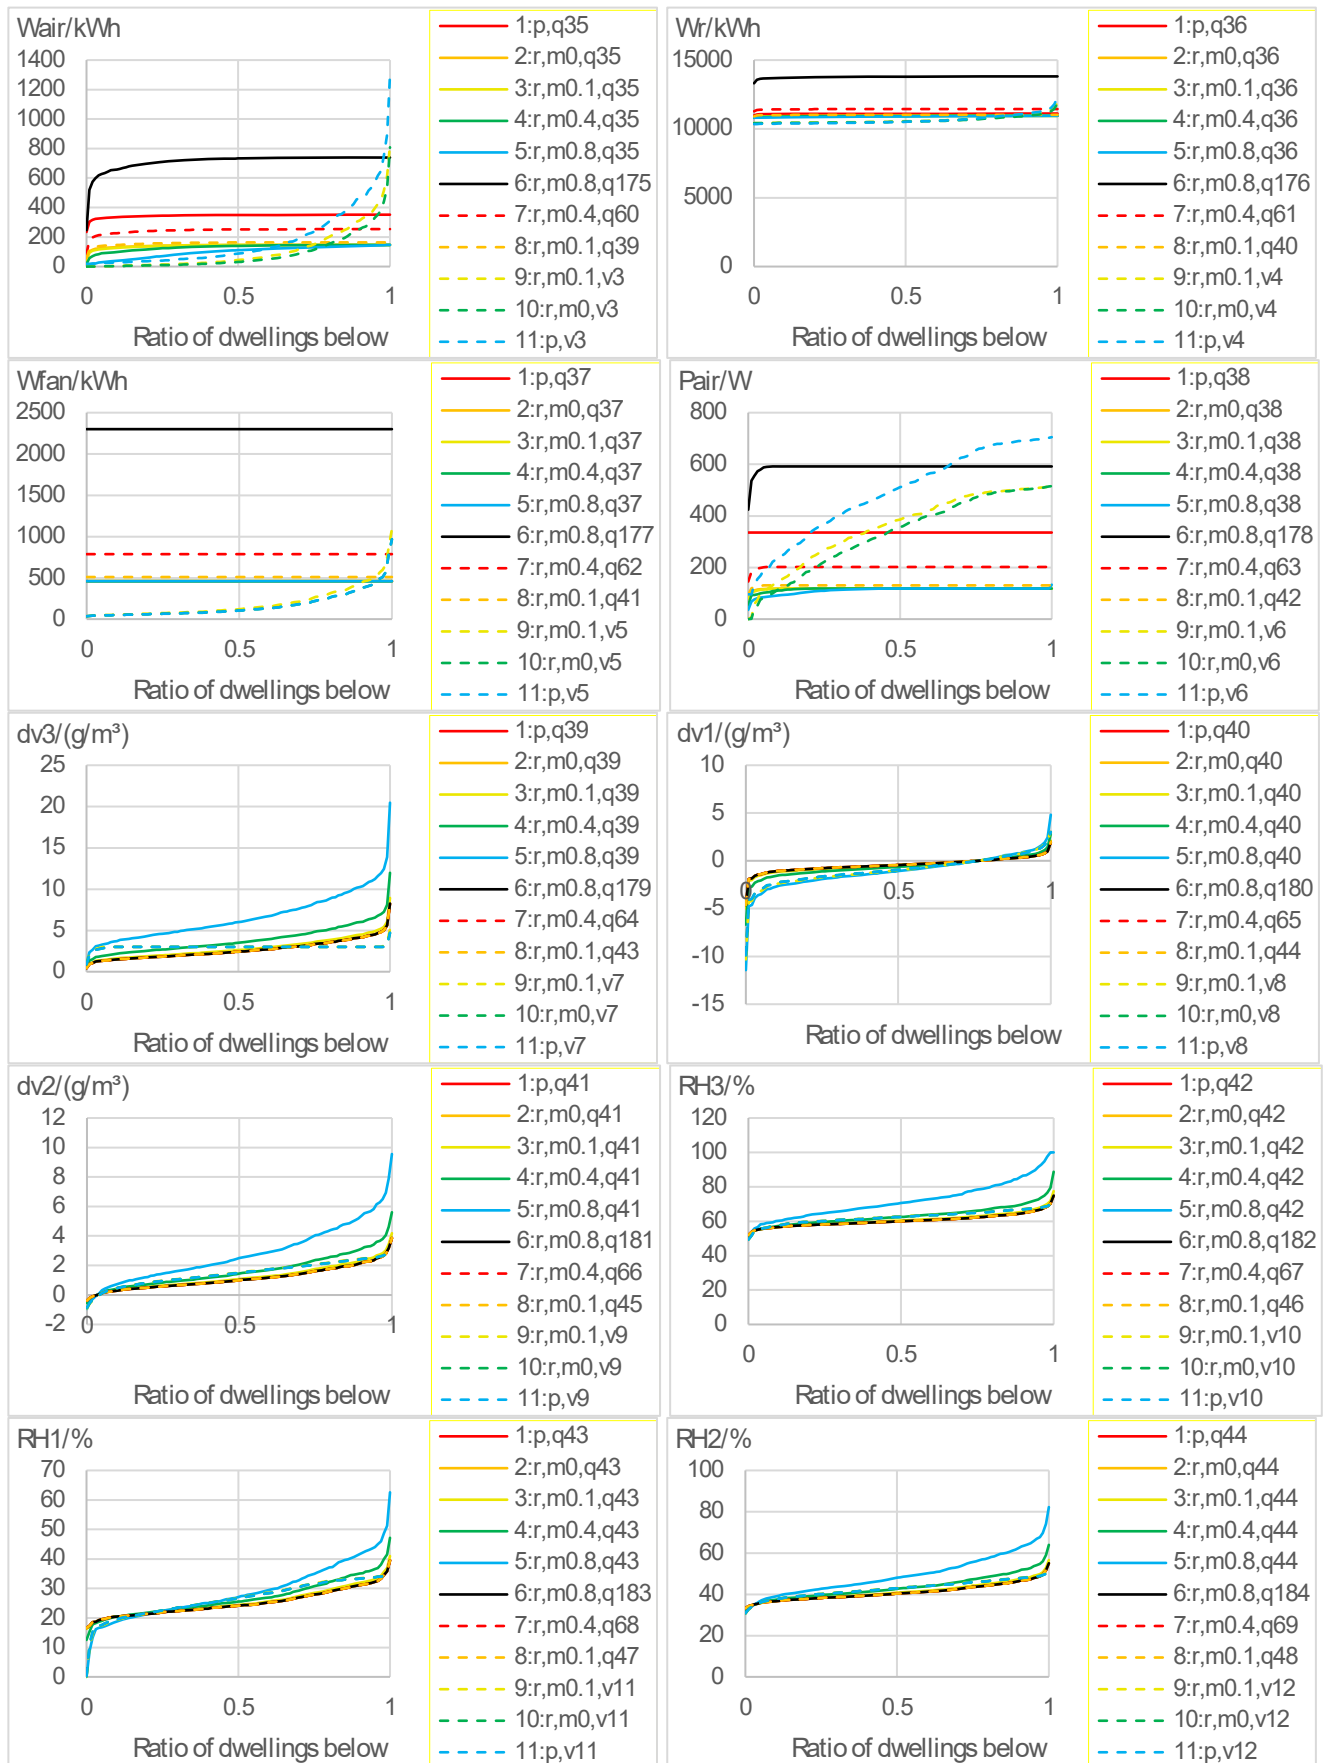 Wair/kWh
1400
1200
1000
800
600
400
200
0
0
0.5
1
Ratio of dwellings below
1:p,q35
2:r,m0,q35
3:r,m0.1,q35
4:r,m0.4,q35
5:r,m0.8,q35
6:r,m0.8,q175
7:r,m0.4,q60
8:r,m0.1,q39
9:r,m0.1,v3
10:r,m0,v3
11:p,v3
Wr/kWh
15000
10000
5000
0
0
0.5
1
Ratio of dwellings below
1:p,q36
2:r,m0,q36
3:r,m0.1,q36
4:r,m0.4,q36
5:r,m0.8,q36
6:r,m0.8,q176
7:r,m0.4,q61
8:r,m0.1,q40
9:r,m0.1,v4
10:r,m0,v4
11:p,v4
Wfan/kWh
2500
2000
1500
1000
500
0
0
0.5
1
Ratio of dwellings below
1:p,q37
2:r,m0,q37
3:r,m0.1,q37
4:r,m0.4,q37
5:r,m0.8,q37
6:r,m0.8,q177
7:r,m0.4,q62
8:r,m0.1,q41
9:r,m0.1,v5
10:r,m0,v5
11:p,v5
Pair/W
800
600
400
200
0
0
0.5
1
Ratio of dwellings below
1:p,q38
2:r,m0,q38
3:r,m0.1,q38
4:r,m0.4,q38
5:r,m0.8,q38
6:r,m0.8,q178
7:r,m0.4,q63
8:r,m0.1,q42
9:r,m0.1,v6
10:r,m0,v6
11:p,v6
dv3/(g/m³)
25
20
15
10
5
0
0
0.5
1
Ratio of dwellings below
1:p,q39
2:r,m0,q39
3:r,m0.1,q39
4:r,m0.4,q39
5:r,m0.8,q39
6:r,m0.8,q179
7:r,m0.4,q64
8:r,m0.1,q43
9:r,m0.1,v7
10:r,m0,v7
11:p,v7
dv1/(g/m³)
10
5
0
-5
-10
-15
0
0.5
1
Ratio of dwellings below
1:p,q40
2:r,m0,q40
3:r,m0.1,q40
4:r,m0.4,q40
5:r,m0.8,q40
6:r,m0.8,q180
7:r,m0.4,q65
8:r,m0.1,q44
9:r,m0.1,v8
10:r,m0,v8
11:p,v8
dv2/(g/m³)
12
10
8
6
4
2
0
-2
0
0.5
1
Ratio of dwellings below
1:p,q41
2:r,m0,q41
3:r,m0.1,q41
4:r,m0.4,q41
5:r,m0.8,q41
6:r,m0.8,q181
7:r,m0.4,q66
8:r,m0.1,q45
9:r,m0.1,v9
10:r,m0,v9
11:p,v9
RH3/%
120
100
80
60
40
20
0
0
0.5
1
Ratio of dwellings below
1:p,q42
2:r,m0,q42
3:r,m0.1,q42
4:r,m0.4,q42
5:r,m0.8,q42
6:r,m0.8,q182
7:r,m0.4,q67
8:r,m0.1,q46
9:r,m0.1,v10
10:r,m0,v10
11:p,v10
RH1/%
70
60
50
40
30
20
10
0
0
0.5
1
Ratio of dwellings below
1:p,q43
2:r,m0,q43
3:r,m0.1,q43
4:r,m0.4,q43
5:r,m0.8,q43
6:r,m0.8,q183
7:r,m0.4,q68
8:r,m0.1,q47
9:r,m0.1,v11
10:r,m0,v11
11:p,v11
RH2/%
100
80
60
40
20
0
0
0.5
1
Ratio of dwellings below
1:p,q44
2:r,m0,q44
3:r,m0.1,q44
4:r,m0.4,q44
5:r,m0.8,q44
6:r,m0.8,q184
7:r,m0.4,q69
8:r,m0.1,q48
9:r,m0.1,v12
10:r,m0,v12
11:p,v12